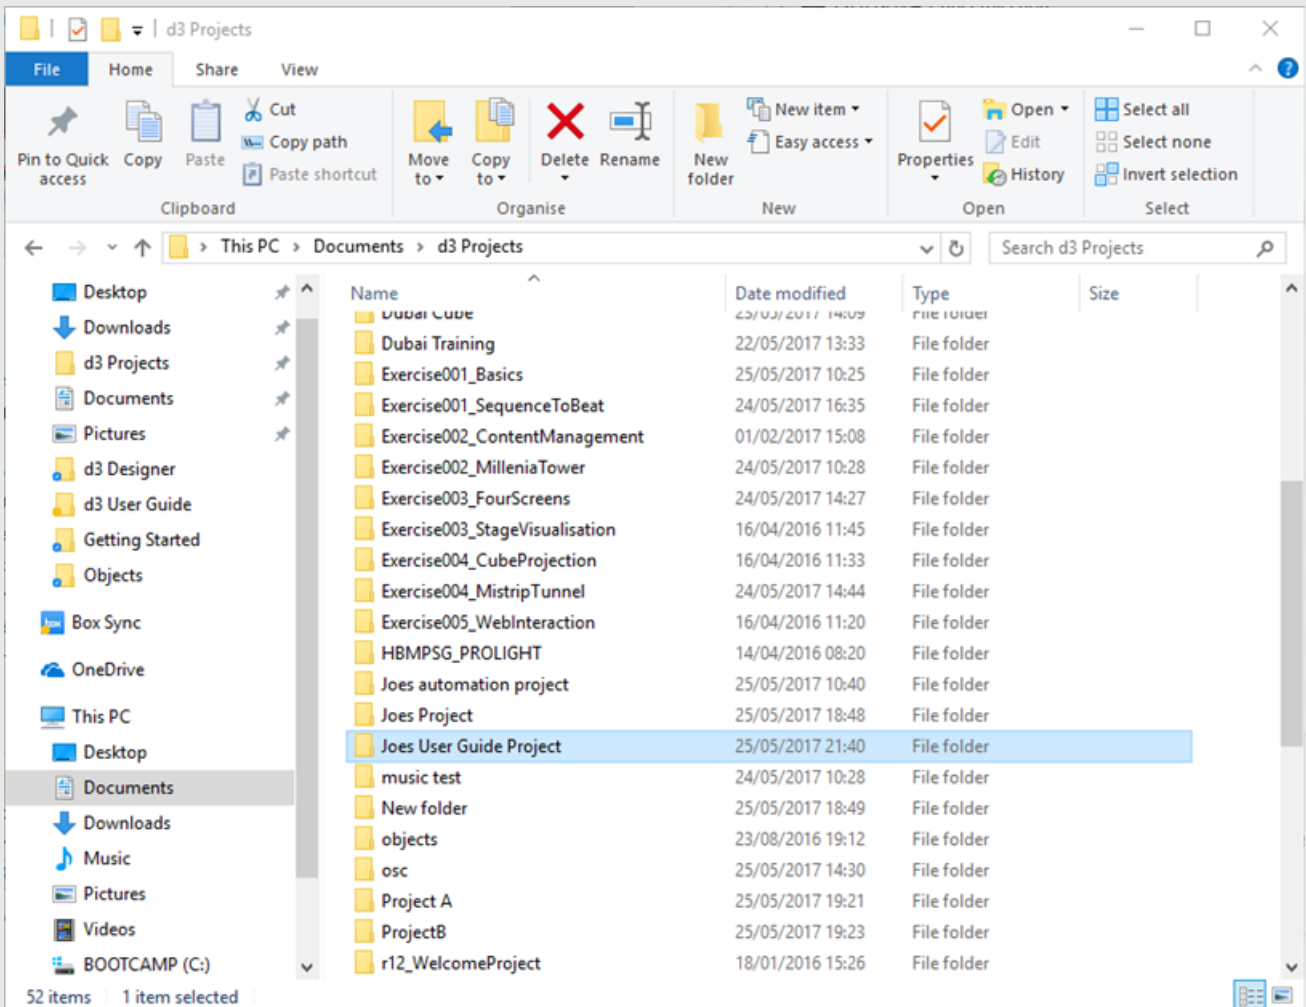 d3 Projects
File Home Share View
Pin to Quick access
Copy
Paste
Cut
Copy path
Paste shortcut
Move to
Copy to
Delete
Rename
New folder
New item
Easy access
Properties
Open
Edit
History
Select all
Select none
Invert selection
Clipboard Organise New Open Select
This PC > Documents > d3 Projects
Search d3 Projects
Desktop
Downloads
d3 Projects
Documents
Pictures
d3 Designer
d3 User Guide
Getting Started
Objects
box Box Sync
OneDrive
This PC
Desktop
Documents
Downloads
Music
Pictures
Videos
BOOTCAMP (C:)
Name Date modified Type Size
Dubai Cube 23/05/2017 14:09 File folder
Dubai Training 22/05/2017 13:33 File folder
Exercise001_Basics 25/05/2017 10:25 File folder
Exercise001_SequenceToBeat 24/05/2017 16:35 File folder
Exercise002_ContentManagement 01/02/2017 15:08 File folder
Exercise002_MilleniaTower 24/05/2017 10:28 File folder
Exercise003_FourScreens 24/05/2017 14:27 File folder
Exercise003_StageVisualisation 16/04/2016 11:45 File folder
Exercise004_CubeProjection 16/04/2016 11:33 File folder
Exercise004_MistripTunnel 24/05/2017 14:44 File folder
Exercise005_WebInteraction 16/04/2016 11:20 File folder
HBMPSG_PROLIGHT 14/04/2016 08:20 File folder
Joes automation project 25/05/2017 10:40 File folder
Joes Project 25/05/2017 18:48 File folder
Joes User Guide Project 25/05/2017 21:40 File folder
music test 24/05/2017 10:28 File folder
New folder 25/05/2017 18:49 File folder
objects 23/08/2016 19:12 File folder
osc 25/05/2017 14:30 File folder
Project A 25/05/2017 19:21 File folder
ProjectB 25/05/2017 19:23 File folder
r12_WelcomeProject 18/01/2016 15:26 File folder
52 items 1 item selected